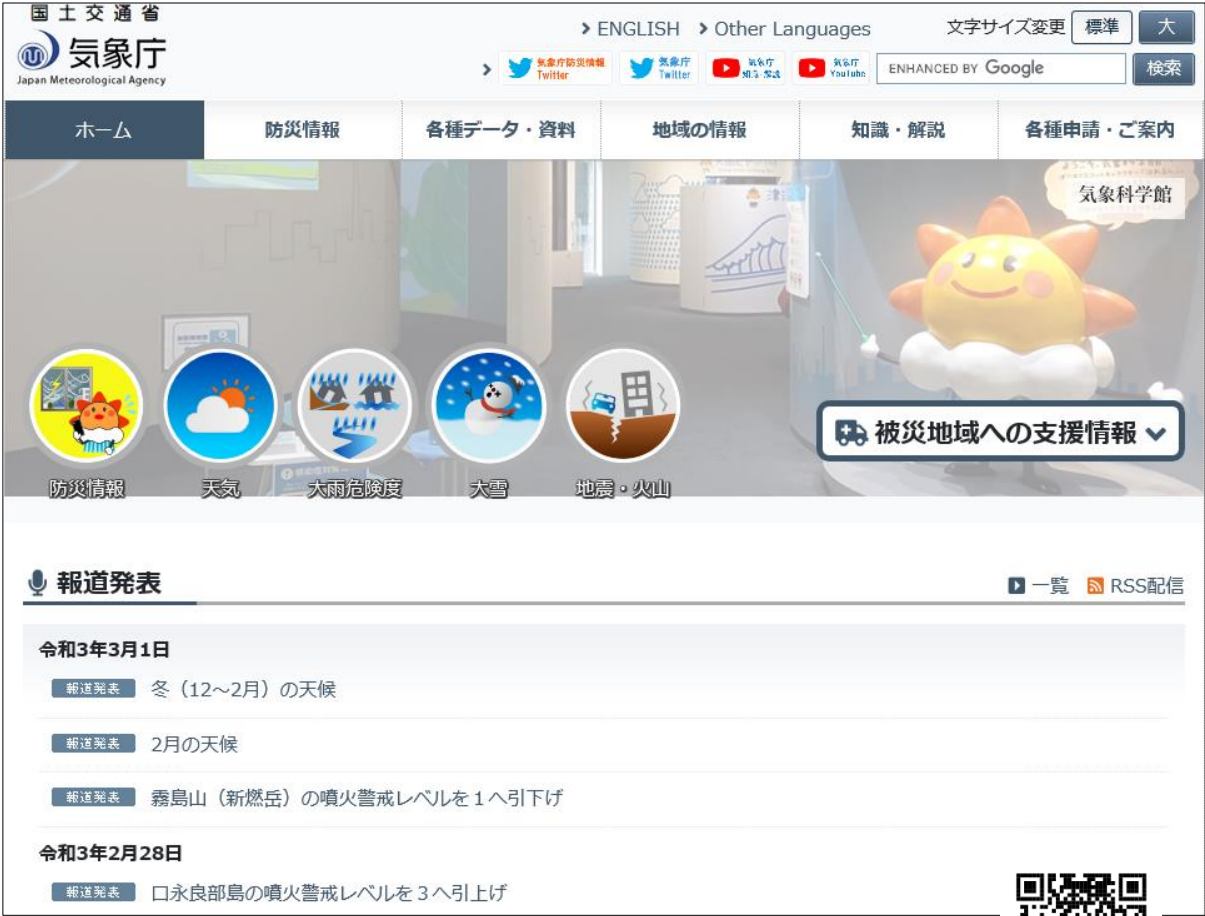 国土交通省
気象庁
Japan Meteorological Agency
ENGLISH Other Languages 文字サイズ変更 標準 大
気象庁防災情報 Twitter
気象庁 Twitter
気象庁 知識・解説
気象庁 YouTube
ENHANCED BY Google 検索
ホーム 防災情報 各種データ・資料 地域の情報 知識・解説 各種申請・ご案内
気象科学館
被災地域への支援情報
防災情報 天気 大雨危険度 大雪 地震・火山
報道発表 一覧 RSS配信
令和3年3月1日
報道発表 冬（12～2月）の天候
報道発表 2月の天候
報道発表 霧島山（新燃岳）の噴火警戒レベルを１へ引下げ
令和3年2月28日
報道発表 口永良部島の噴火警戒レベルを３へ引上げ